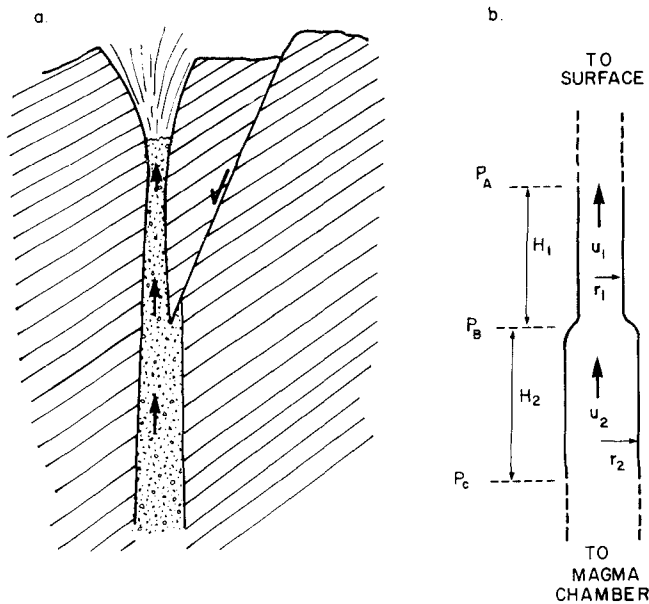 a.
b.
TO
SURFACE
P_A
H_1
u_1
r_1
P_B
H_2
u_2
r_2
P_c
TO
MAGMA
CHAMBER